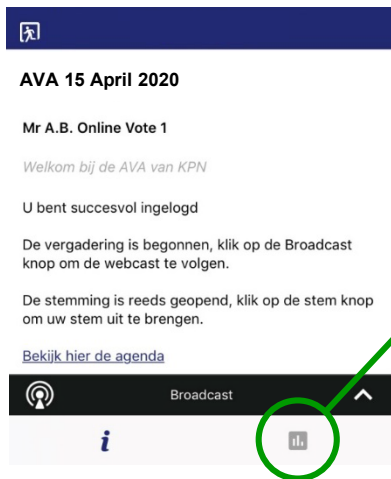 AVA 15 April 2020
Mr A.B. Online Vote 1
Welkom bij de AVA van KPN
U bent succesvol ingelogd
De vergadering is begonnen, klik op de Broadcast
knop om de webcast te volgen.
De stemming is reeds geopend, klik op de stem knop
om uw stem uit te brengen.
Bekijk hier de agenda
Broadcast
i